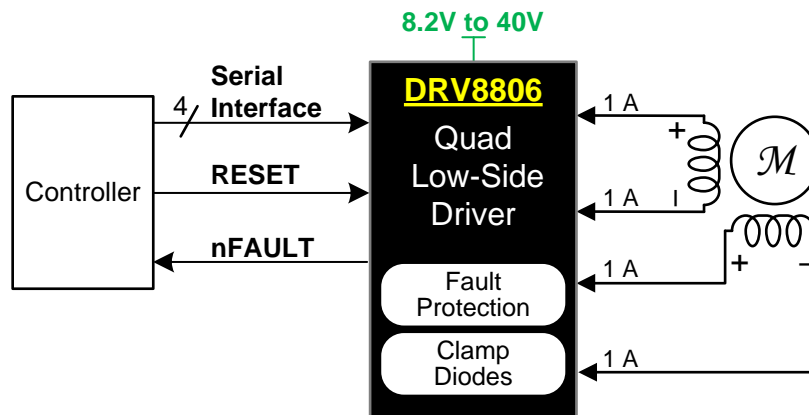 8.2V to 40V
Serial
Interface
4
DRV8806
1 A
Quad
Low-Side
Driver
+
M
Controller
RESET
–
1 A
nFAULT
Fault
Protection
1 A
+
–
Clamp
Diodes
1 A